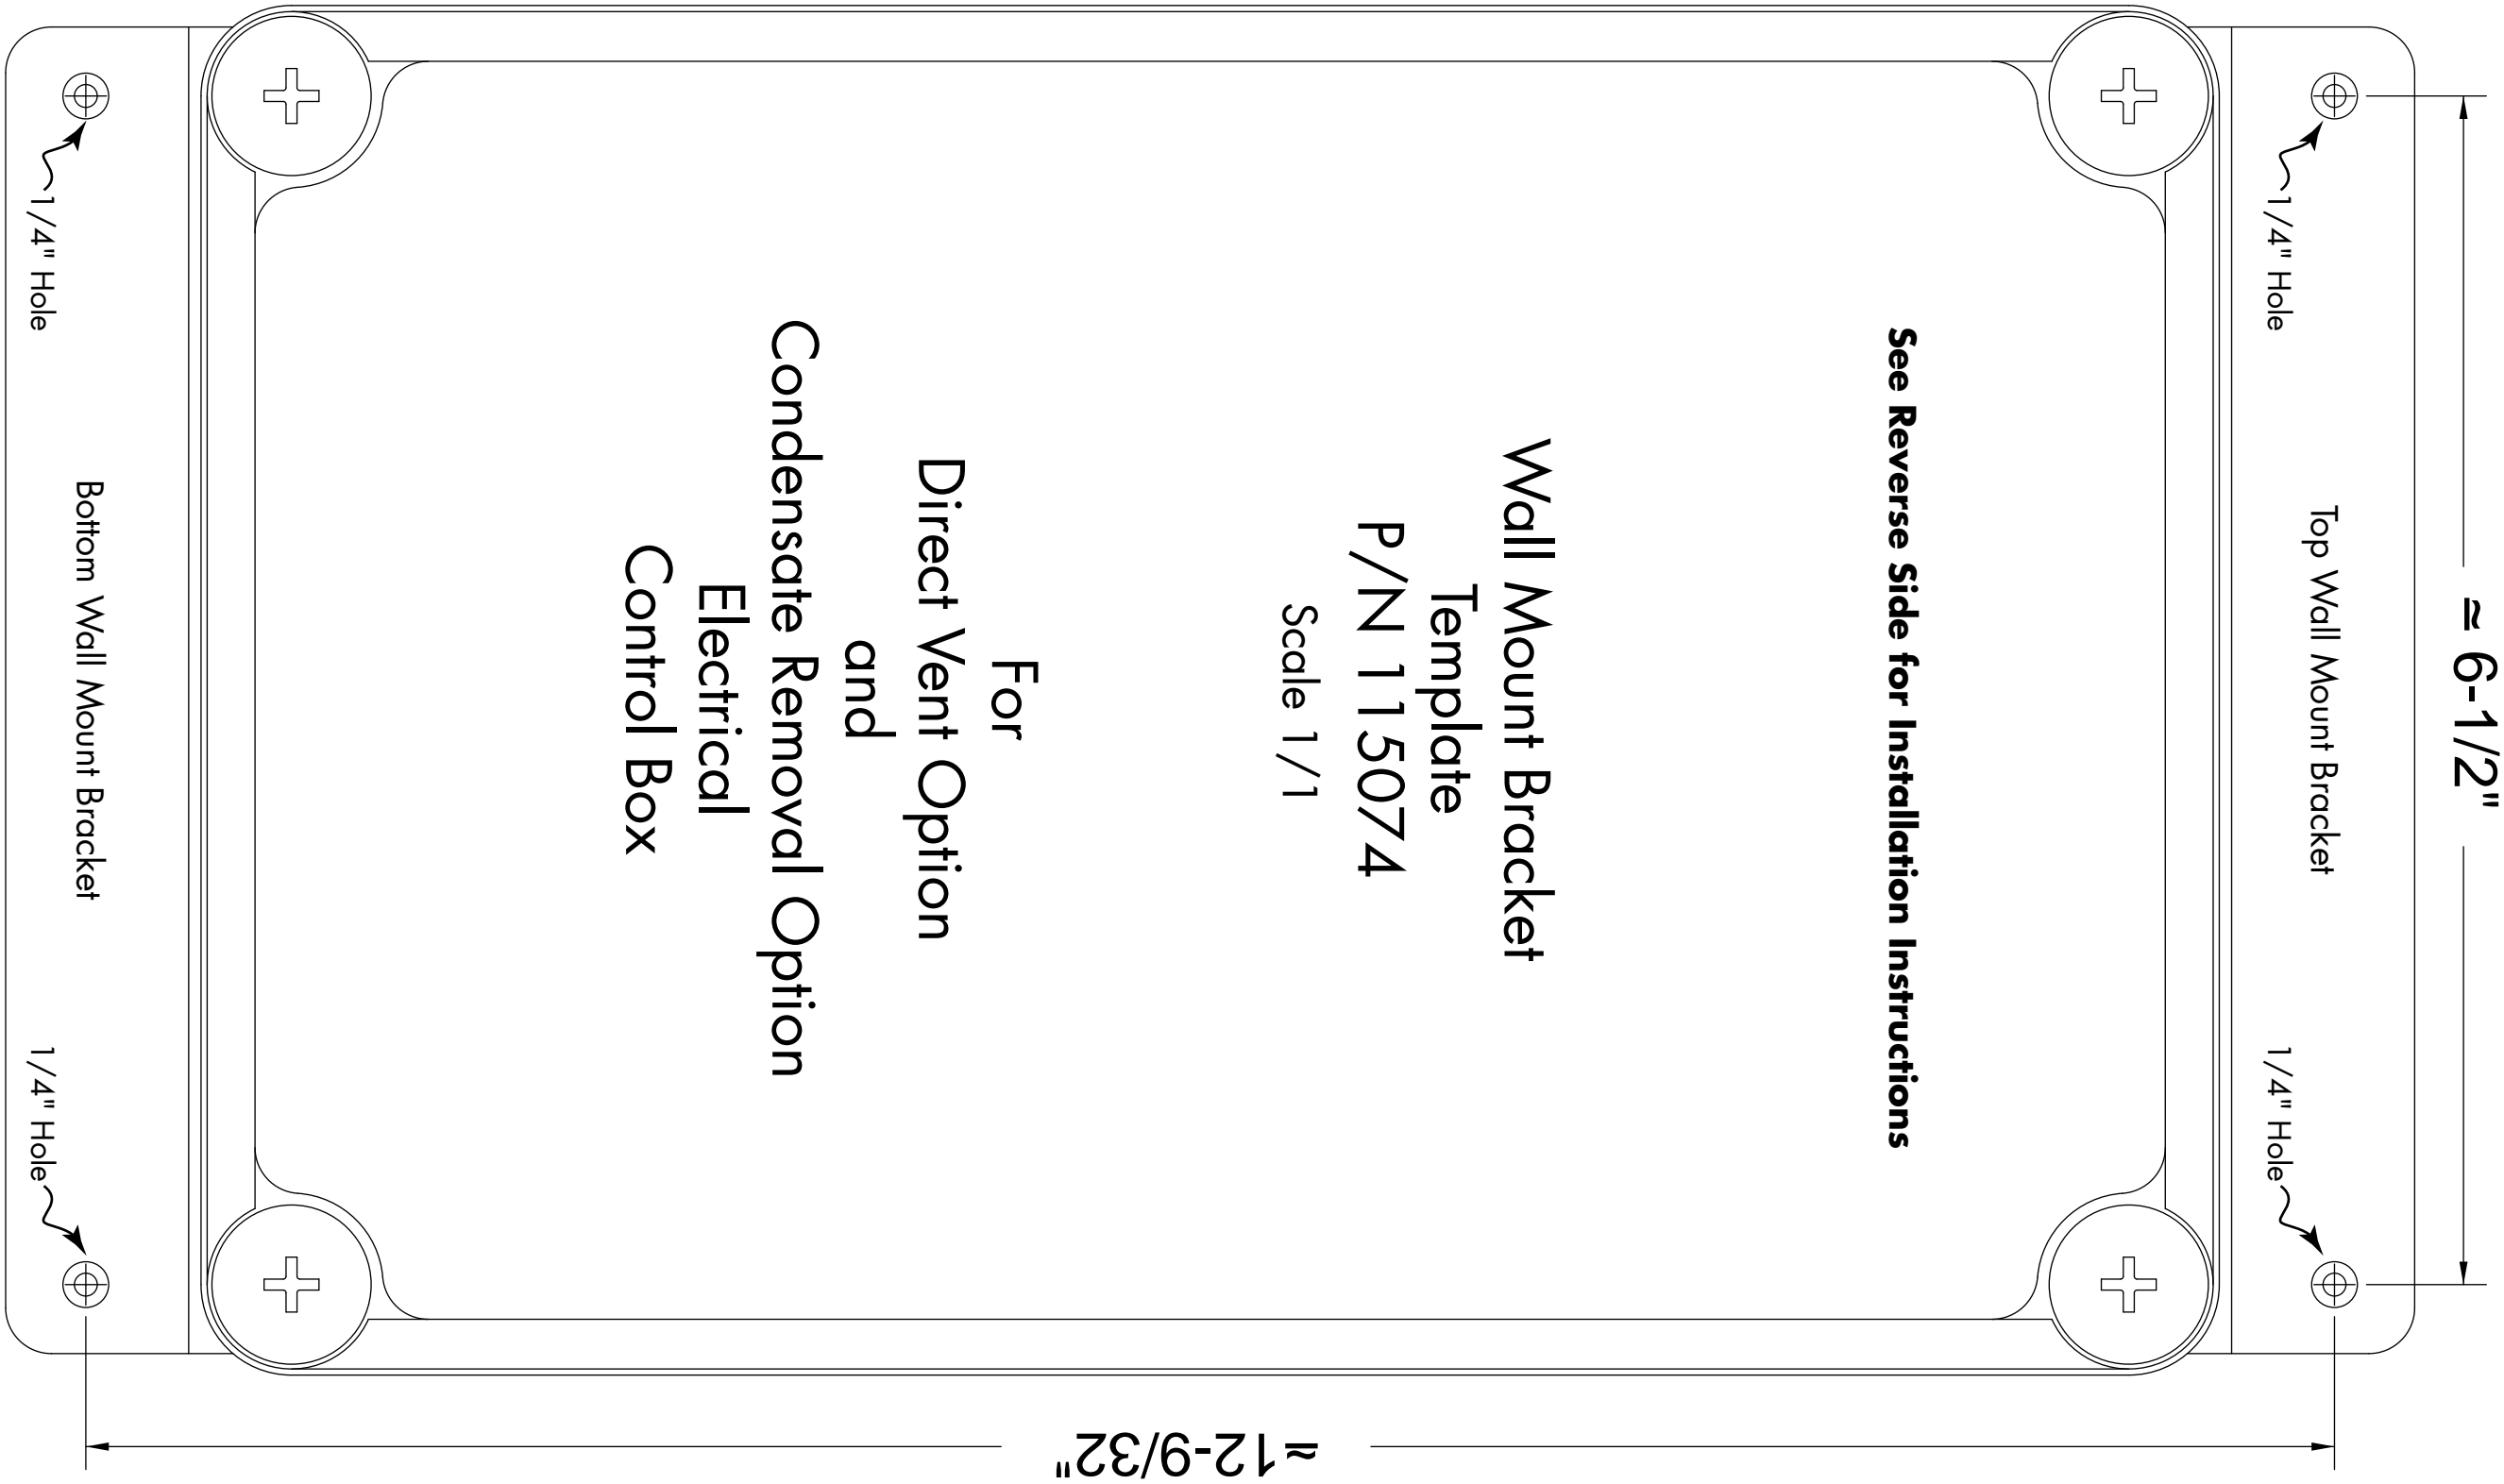 ≃ 6-1/2"
Top Wall Mount Bracket
1/4" Hole
1/4" Hole
See Reverse Side for Installation Instructions
Wall Mount Bracket
Template
P/N 115074
Scale 1/1
≃12-9/32"
For
Direct Vent Option
and
Condensate Removal Option
Electrical
Control Box
Bottom Wall Mount Bracket
1/4" Hole
1/4" Hole